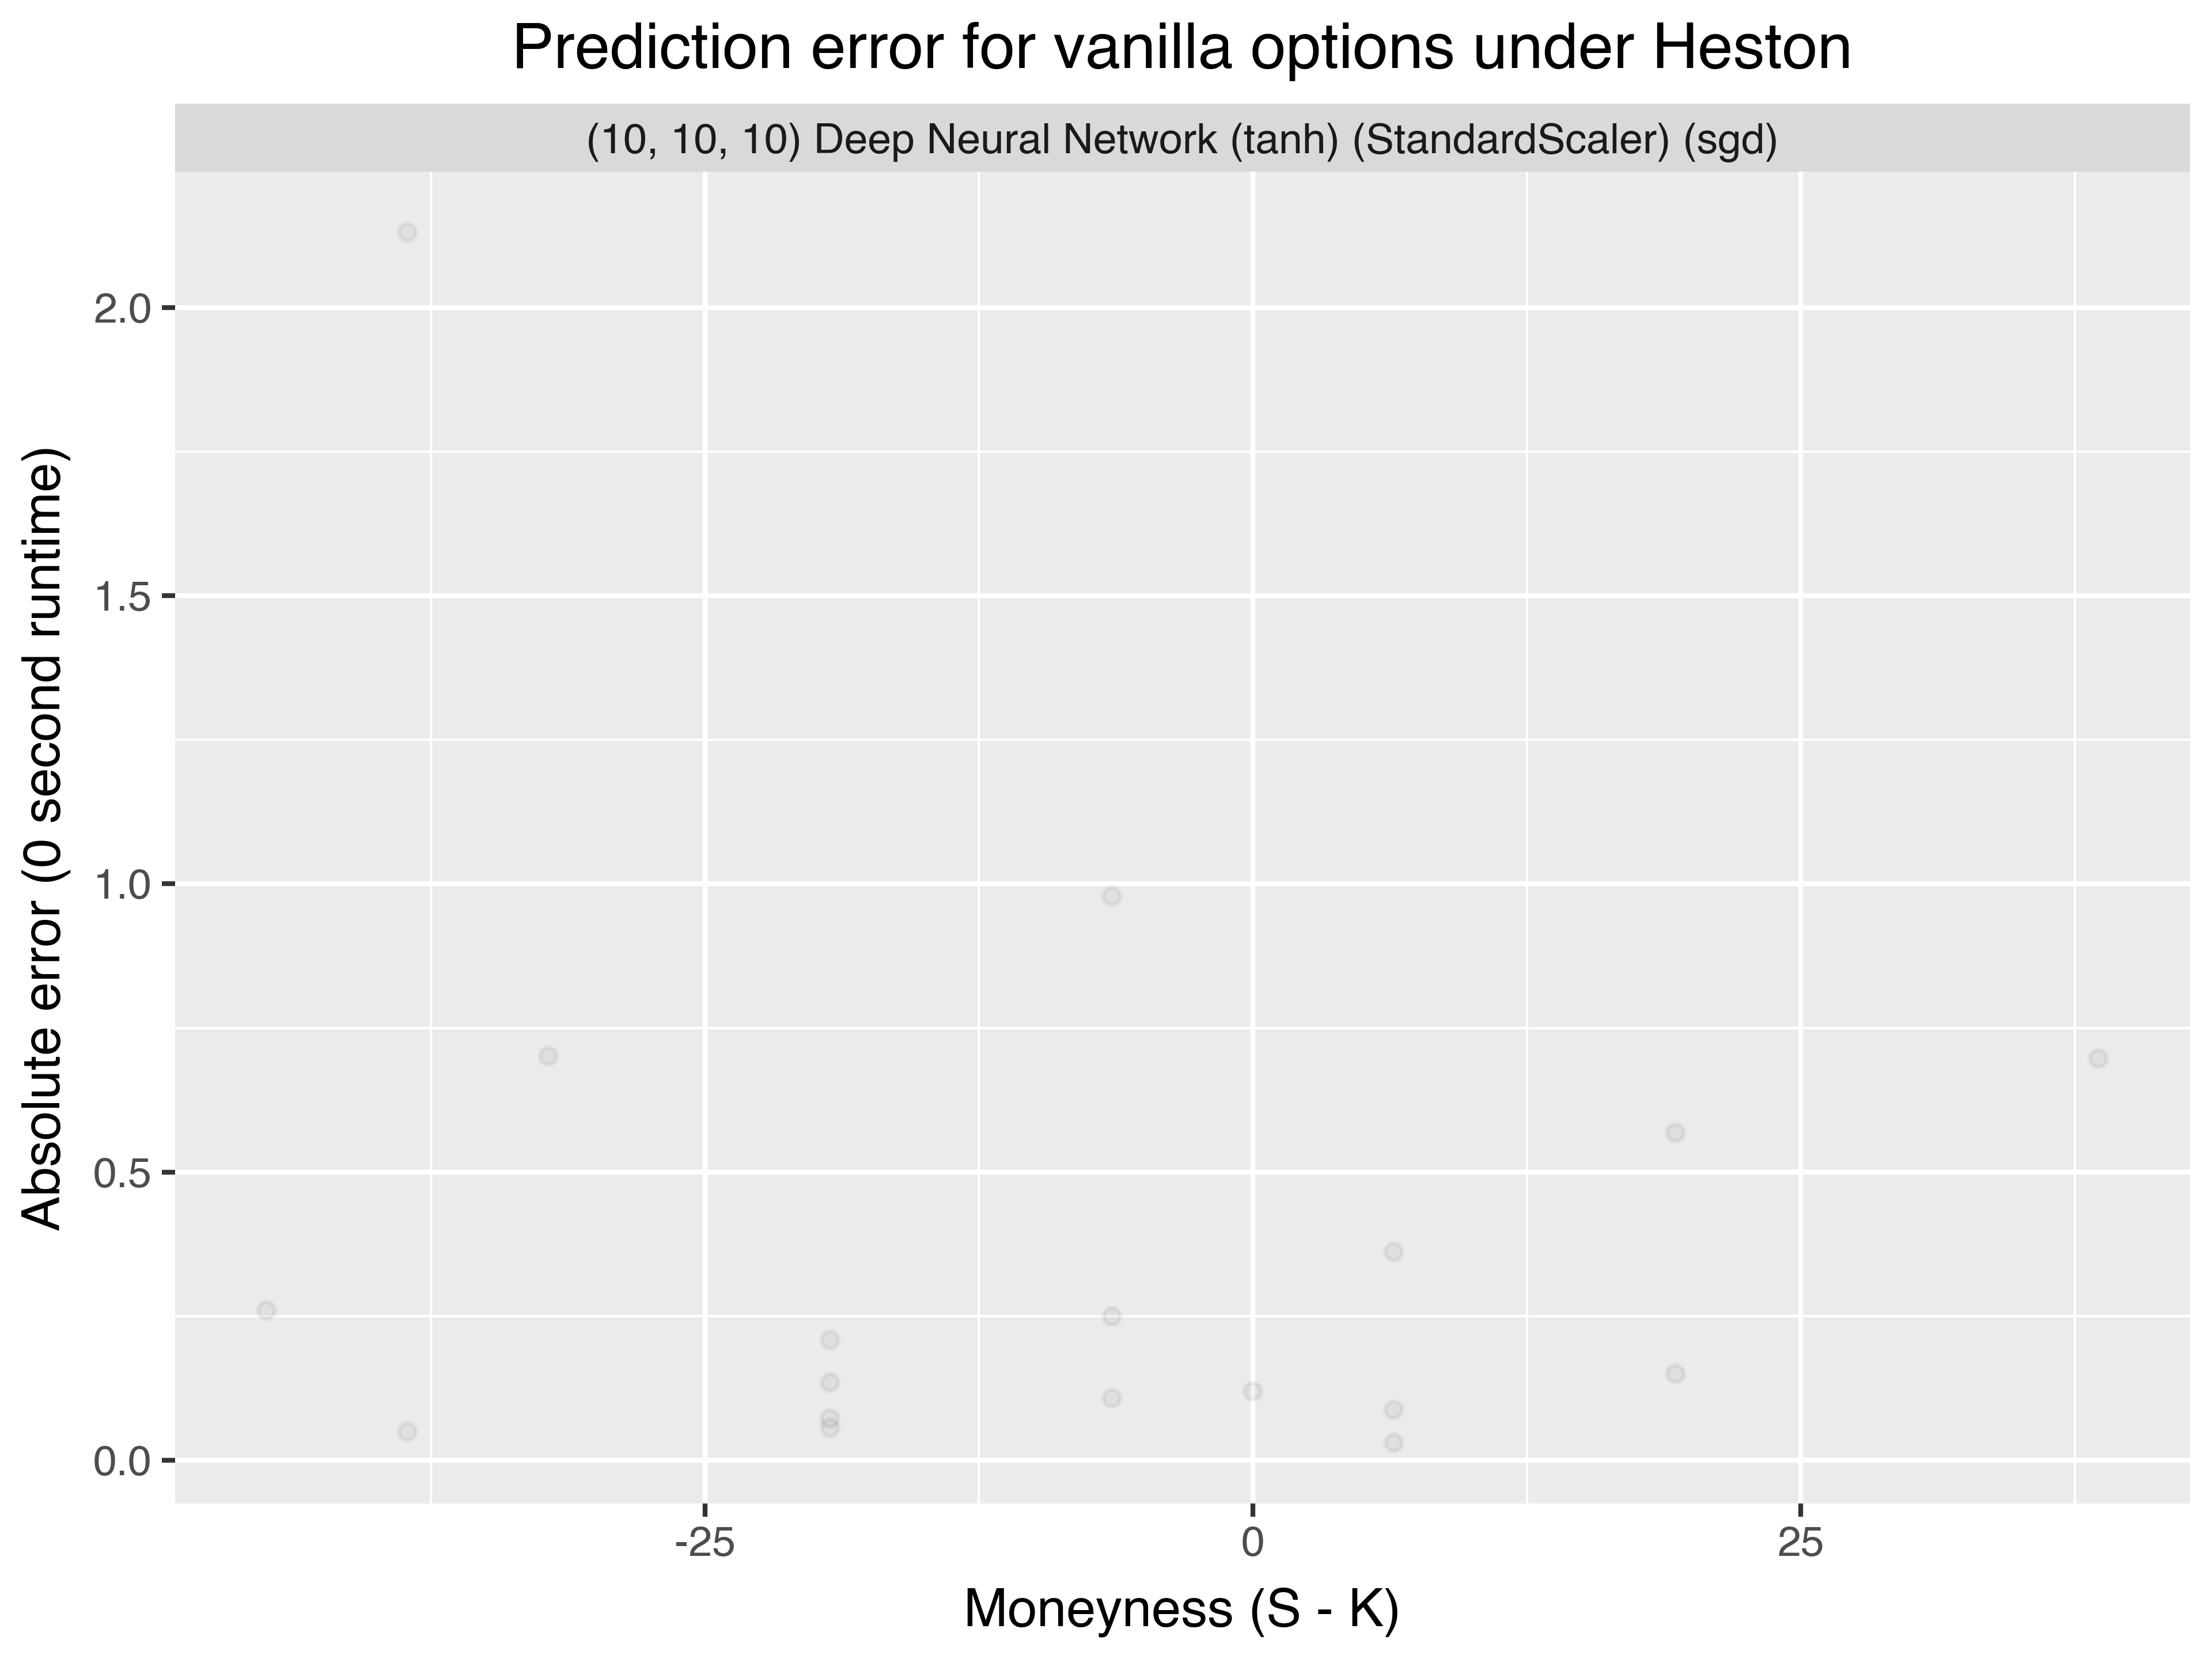 Prediction error for vanilla options under Heston
(10, 10, 10) Deep Neural Network (tanh) (StandardScaler) (sgd)
Absolute error (0 second runtime)
2.0
1.5
1.0
0.5
0.0
-25
0
25
Moneyness (S - K)